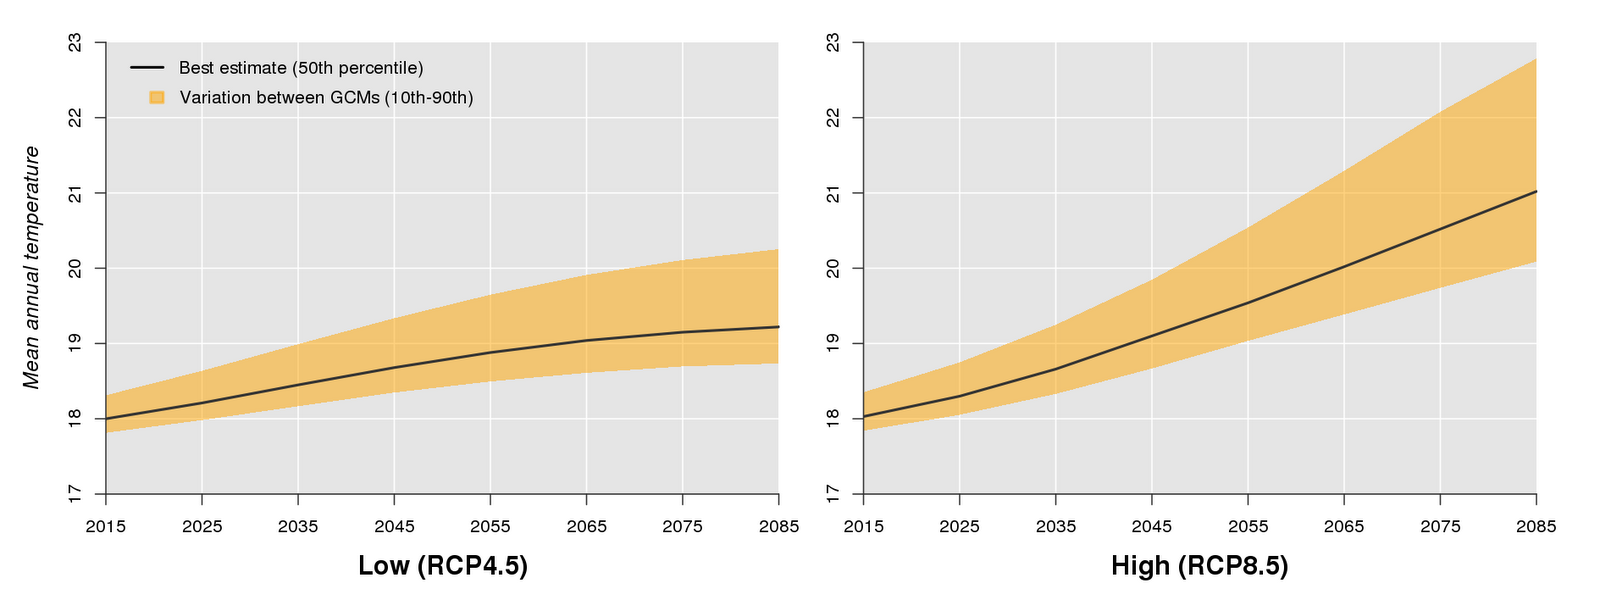 Best estimate (50th percentile)
Variation between GCMs (10th-90th)
Mean annual temperature
23
22
21
20
19
18
17
2015 2025 2035 2045 2055 2065 2075 2085
Low (RCP4.5)
23
22
21
20
19
18
17
2015 2025 2035 2045 2055 2065 2075 2085
High (RCP8.5)